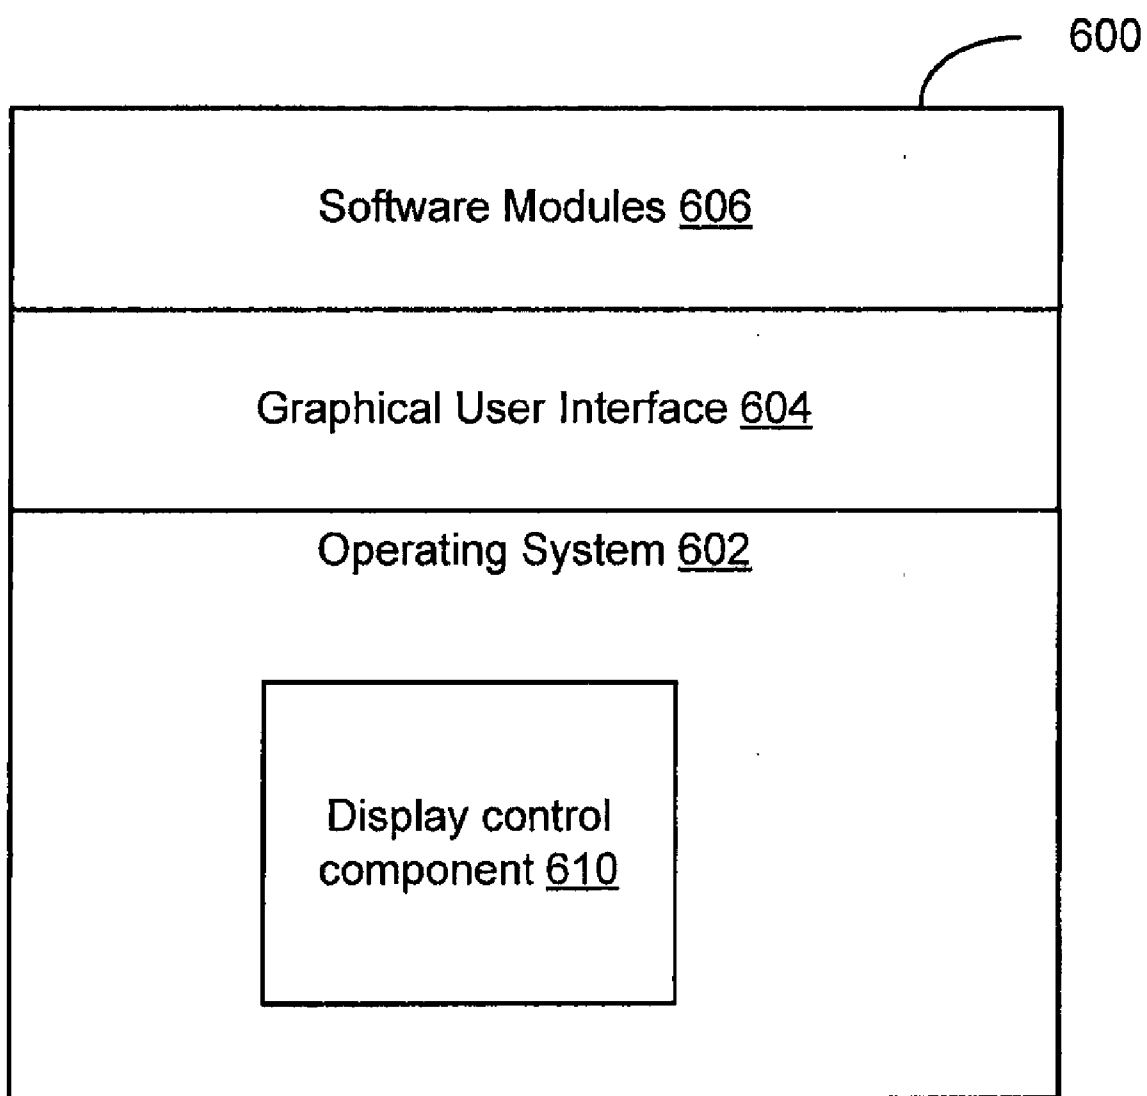 600
Software Modules 606
Graphical User Interface 604
Operating System 602
Display control
component 610